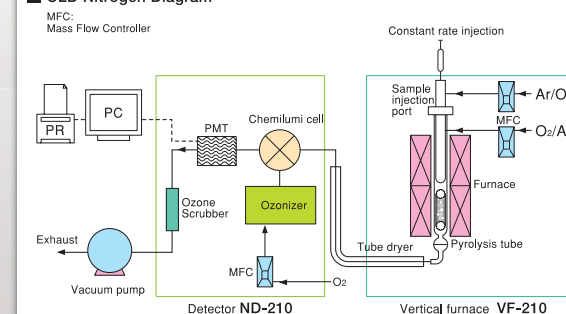 MFC:
Mass Flow Controller
Constant rate injection
Sample
injection
port
Ar/O
MFC
O₂/A
PR
PC
PMT
Chemilumi cell
Furnace
Ozone
Scrubber
Ozonizer
Exhaust
Tube dryer
Pyrolysis tube
MFC
O₂
Vacuum pump
Detector ND-210
Vertical furnace VF-210